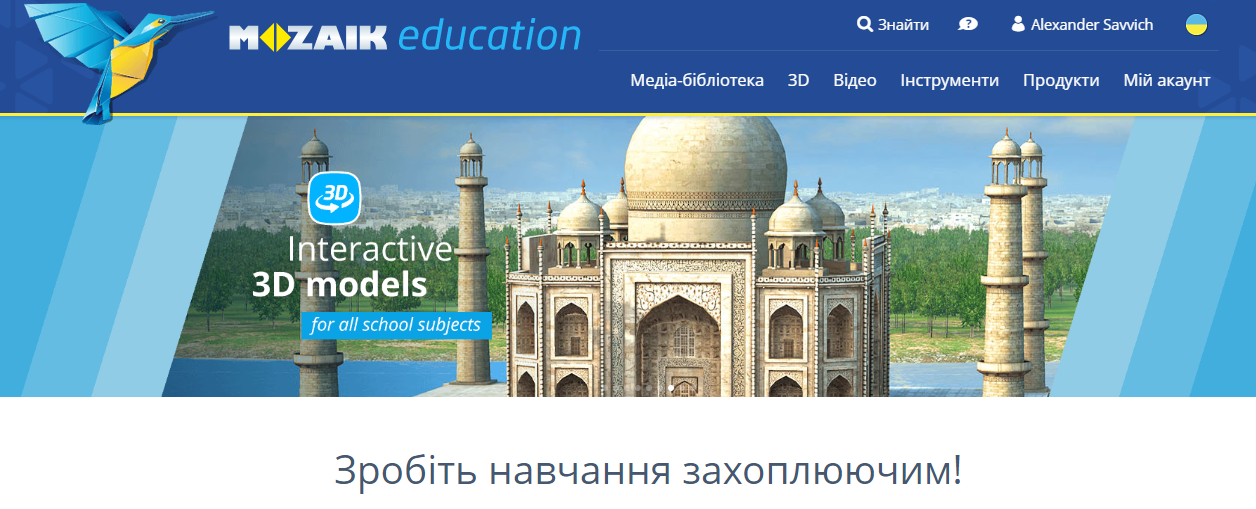 MOZAIK education
Знайти
Alexander Savvich
Медіа-бібліотека 3D Відео Інструменти Продукти Мій акаунт
3D
Interactive
3D models
for all school subjects
Зробіть навчання захоплюючим!